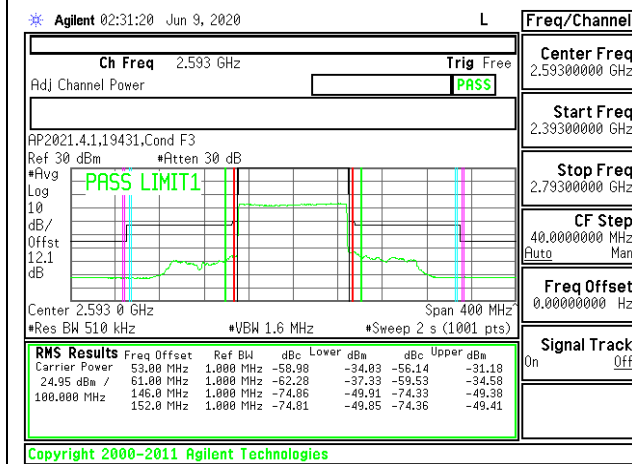 Agilent 02:31:20 Jun 9, 2020 L
Freq/Channel
Ch Freq 2.593 GHz Trig Free
Adj Channel Power PASS
AP2021.4.1,19431,Cond F3
Ref 30 dBm #Atten 30 dB
#Avg
Log
10
dB/
Offst
12.1
dB
PASS LIMIT1
Center 2.593 0 GHz Span 400 MHz^
#Res BW 510 kHz #VBW 1.6 MHz #Sweep 2 s (1001 pts)
RMS Results Freq Offset Ref BW dBc Lower dBm dBc Upper dBm
Carrier Power 53.00 MHz 1.000 MHz -58.98 -34.03 -56.14 -31.18
24.95 dBm / 61.00 MHz 1.000 MHz -62.28 -37.33 -59.53 -34.58
100.000 MHz 146.0 MHz 1.000 MHz -74.86 -49.91 -74.33 -49.38
152.0 MHz 1.000 MHz -74.81 -49.85 -74.36 -49.41
Center Freq
2.59300000 GHz
Start Freq
2.39300000 GHz
Stop Freq
2.79300000 GHz
CF Step
40.0000000 MHz
Auto Man
Freq Offset
0.00000000 Hz
Signal Track
On Off
Copyright 2000-2011 Agilent Technologies